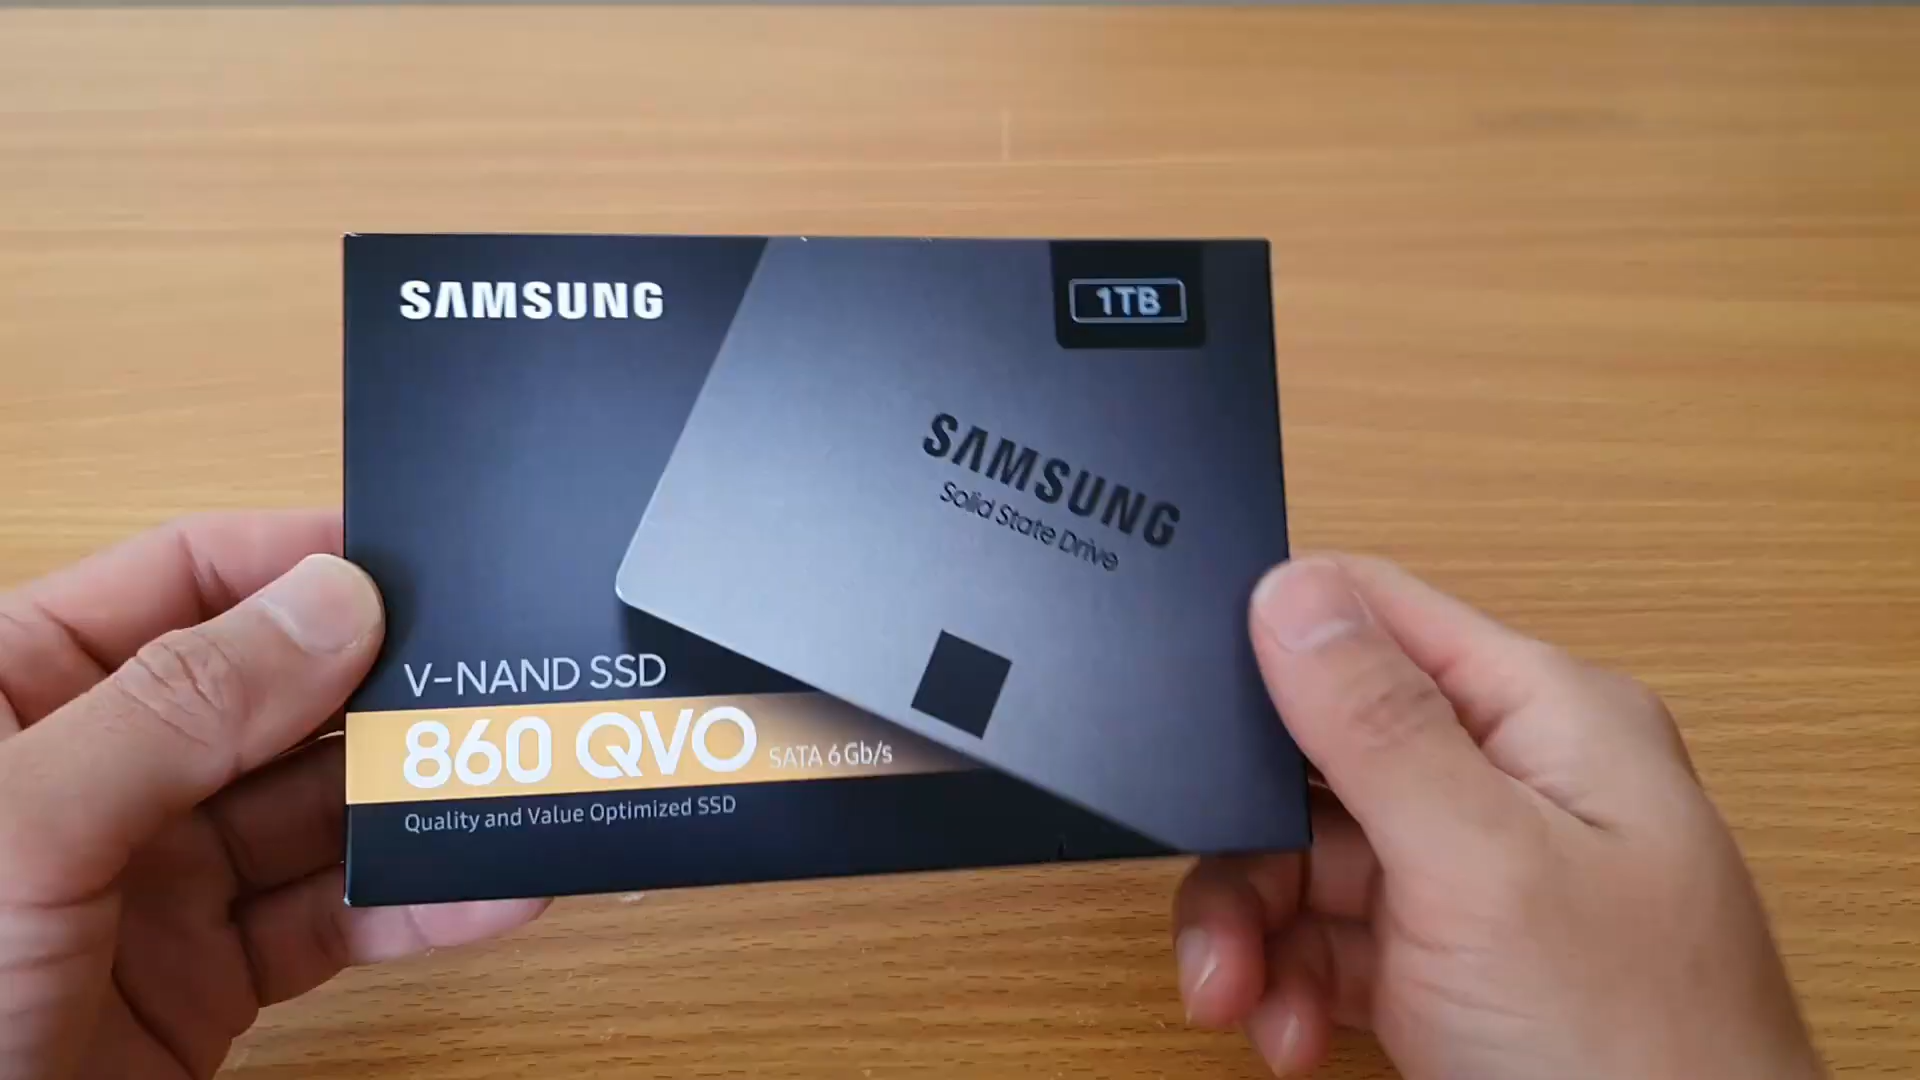 SAMSUNG
1TB
SAMSUNG
Solid State Drive
V-NAND SSD
860 QVO SATA 6Gb/s
Quality and Value Optimized SSD